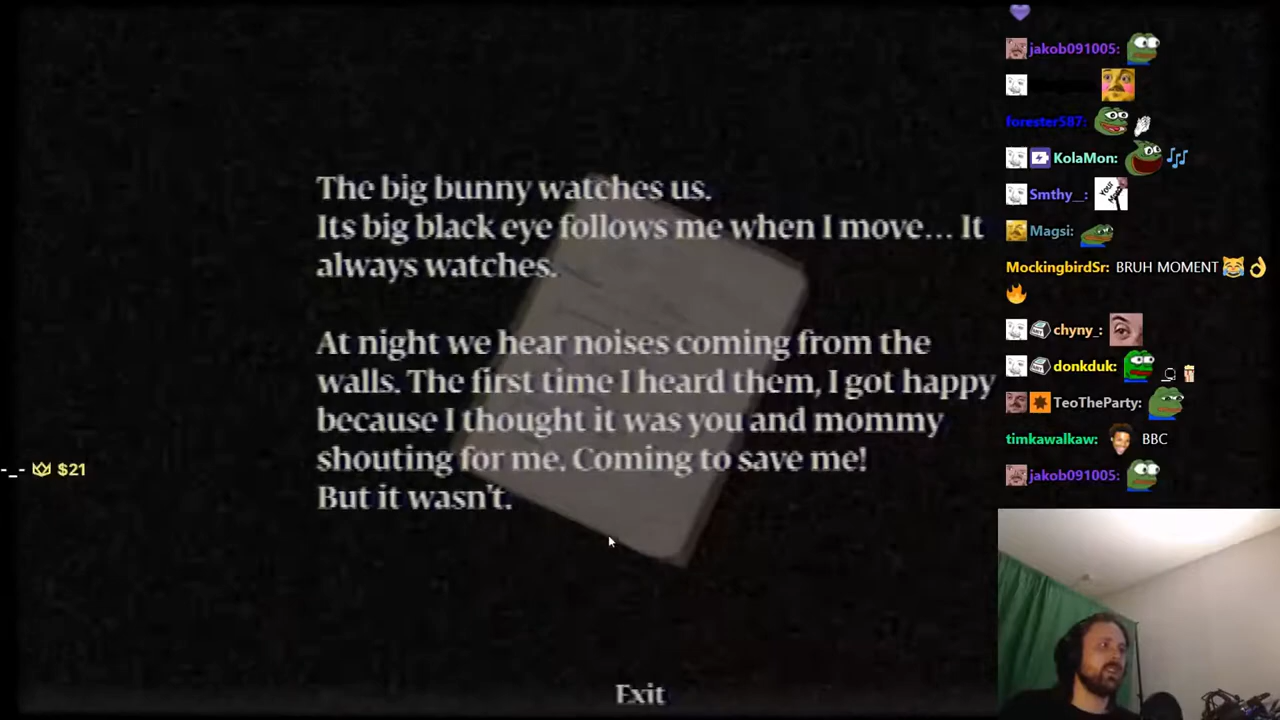 The big bunny watches us.
Its big black eye follows me when I move... It
always watches.
At night we hear noises coming from the
walls. The first time I heard them, I got happy
because I thought it was you and mommy
shouting for me. Coming to save me!
But it wasn't.
Exit
-_- $21
jakob091005:
forester587:
KolaMon:
Smthy__:
Magsi:
MockingbirdSr: BRUH MOMENT
chyny_:
donkduk:
TeoTheParty:
timkawalkaw: BBC
jakob091005: